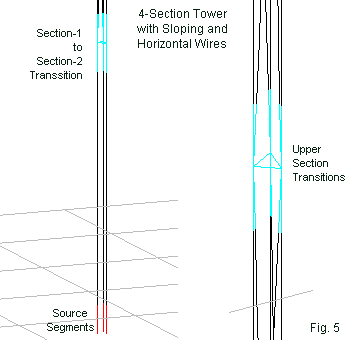 4-Section Tower
with Sloping and
Horizontal Wires
Section-1
to
Section-2
Transsition
Upper
Section
Transitions
Source
Segments
Fig. 5